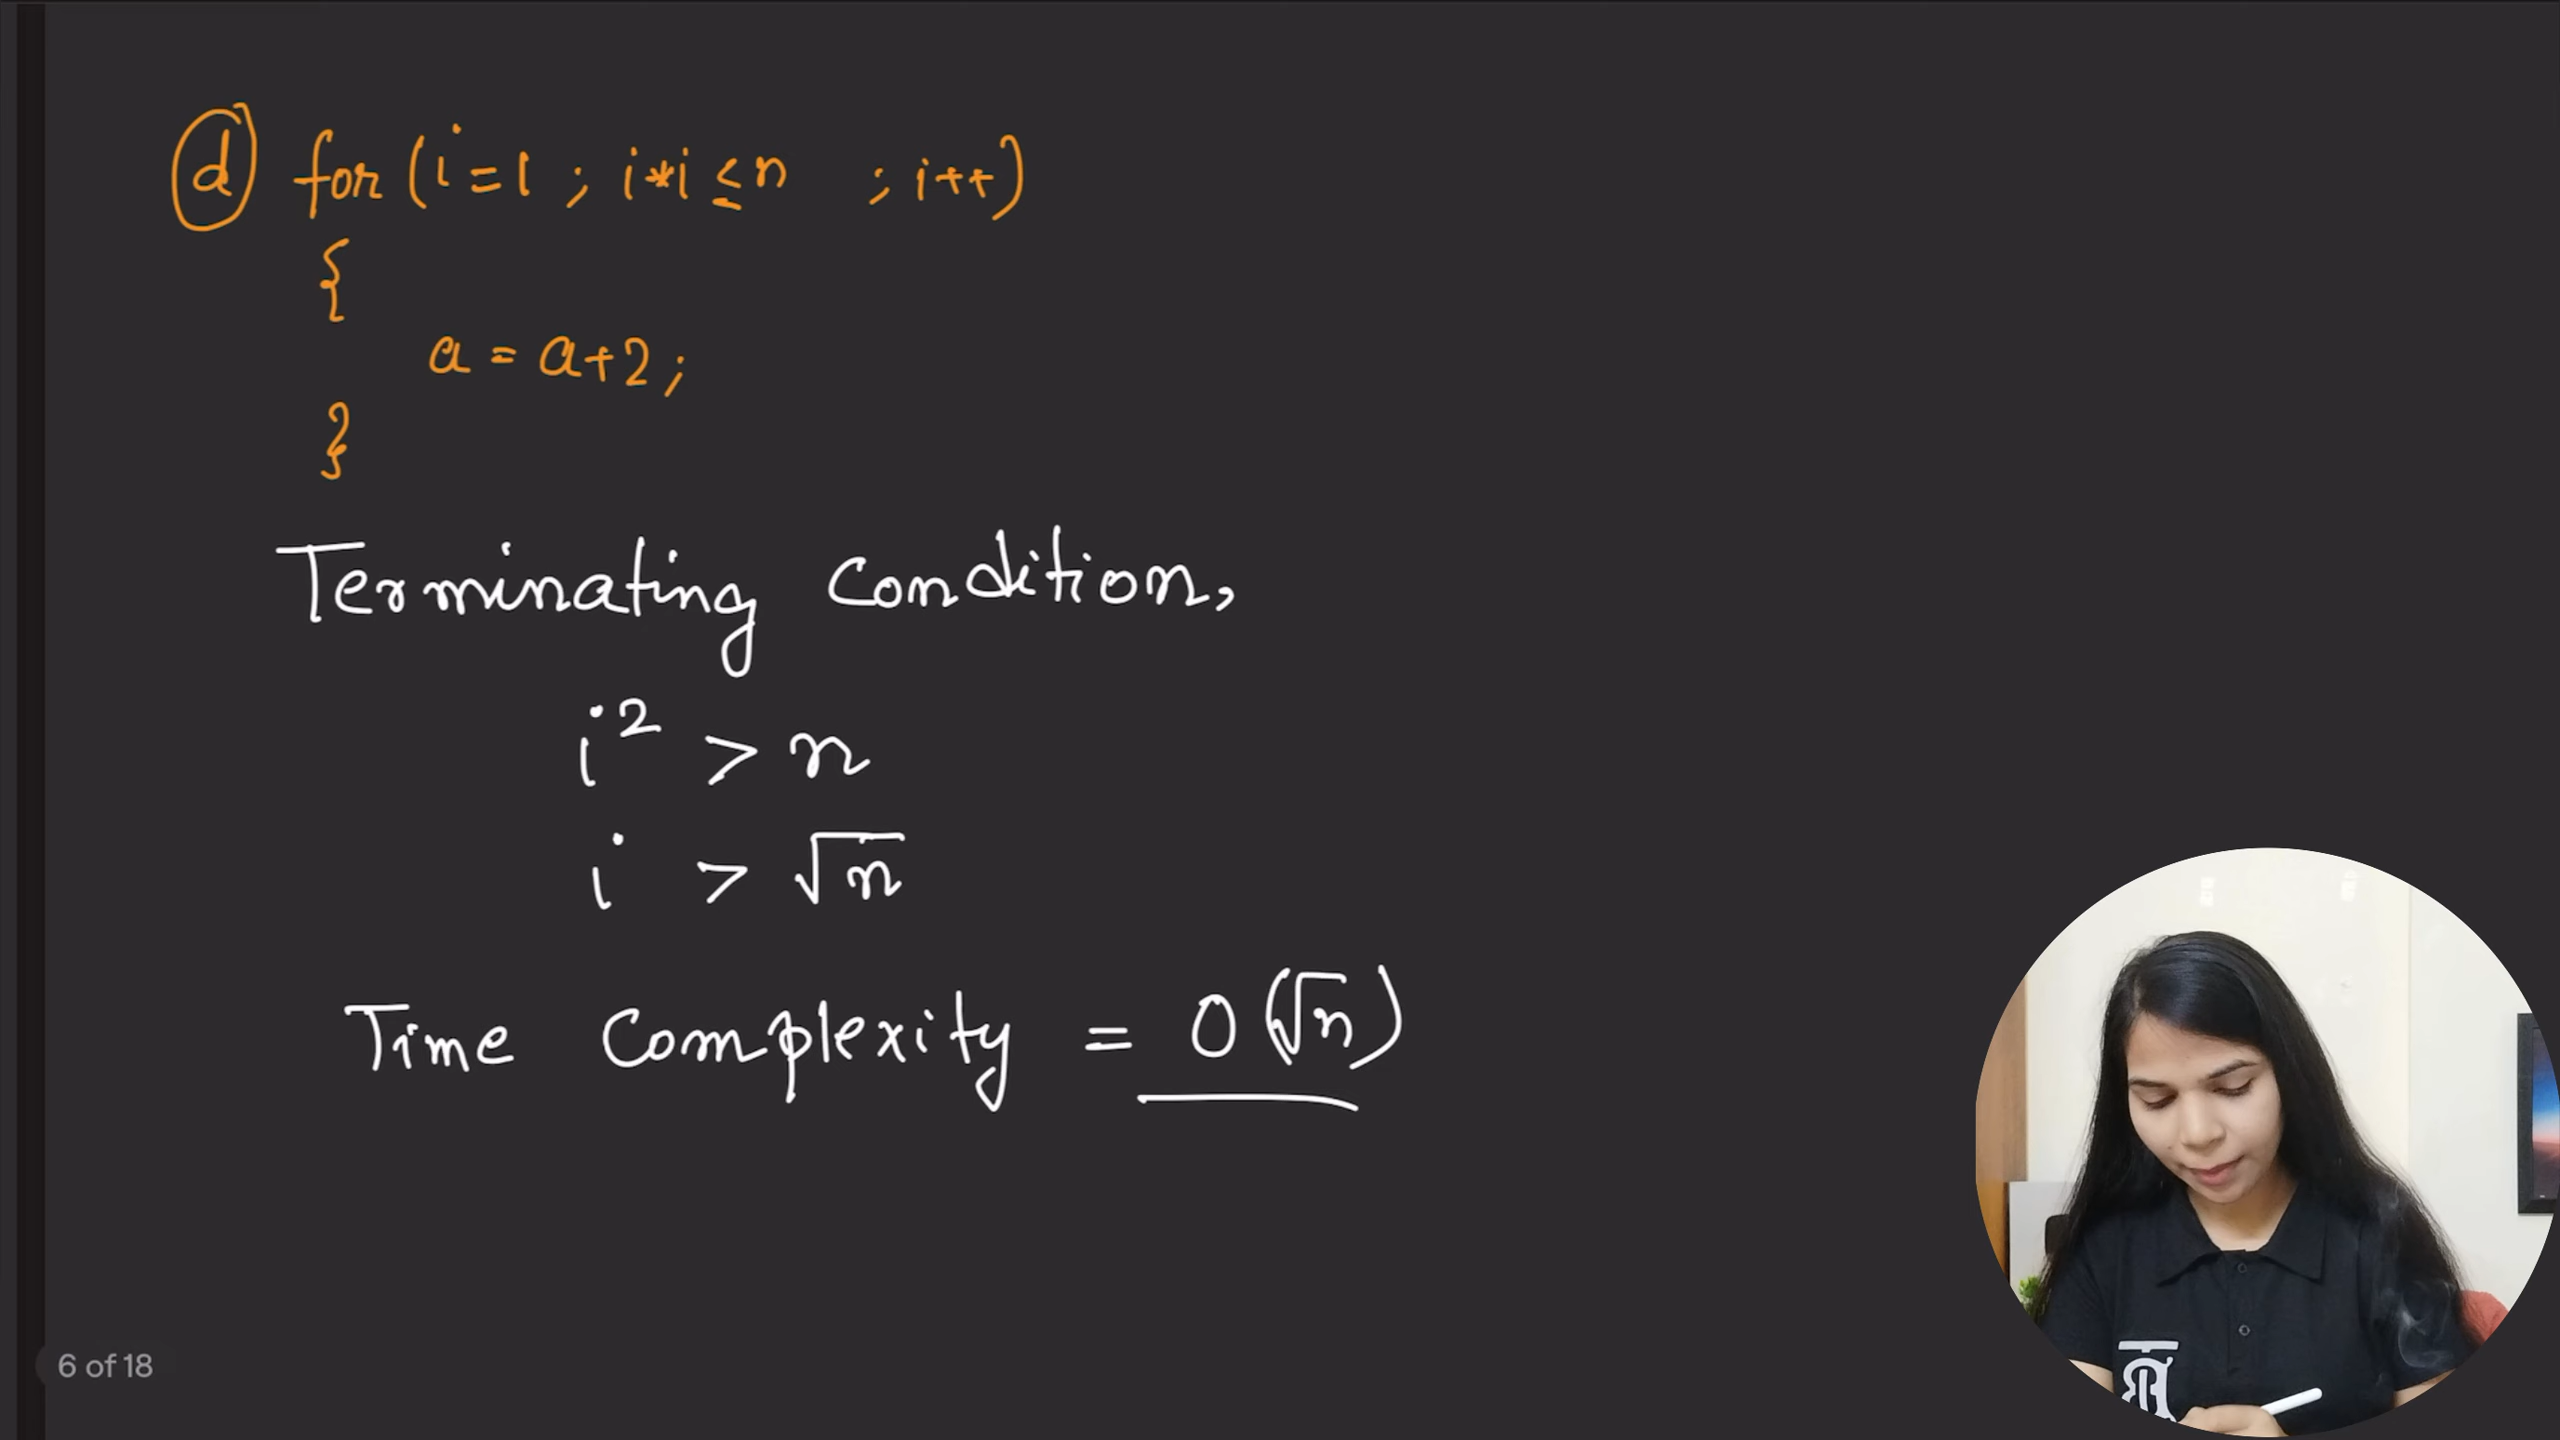 d for (i=1 ; i*i ≤ n ; i++)
{
a = a+2;
}
Terminating condition,
i² > n
i > √n
Time Complexity = O(√n)
6 of 18